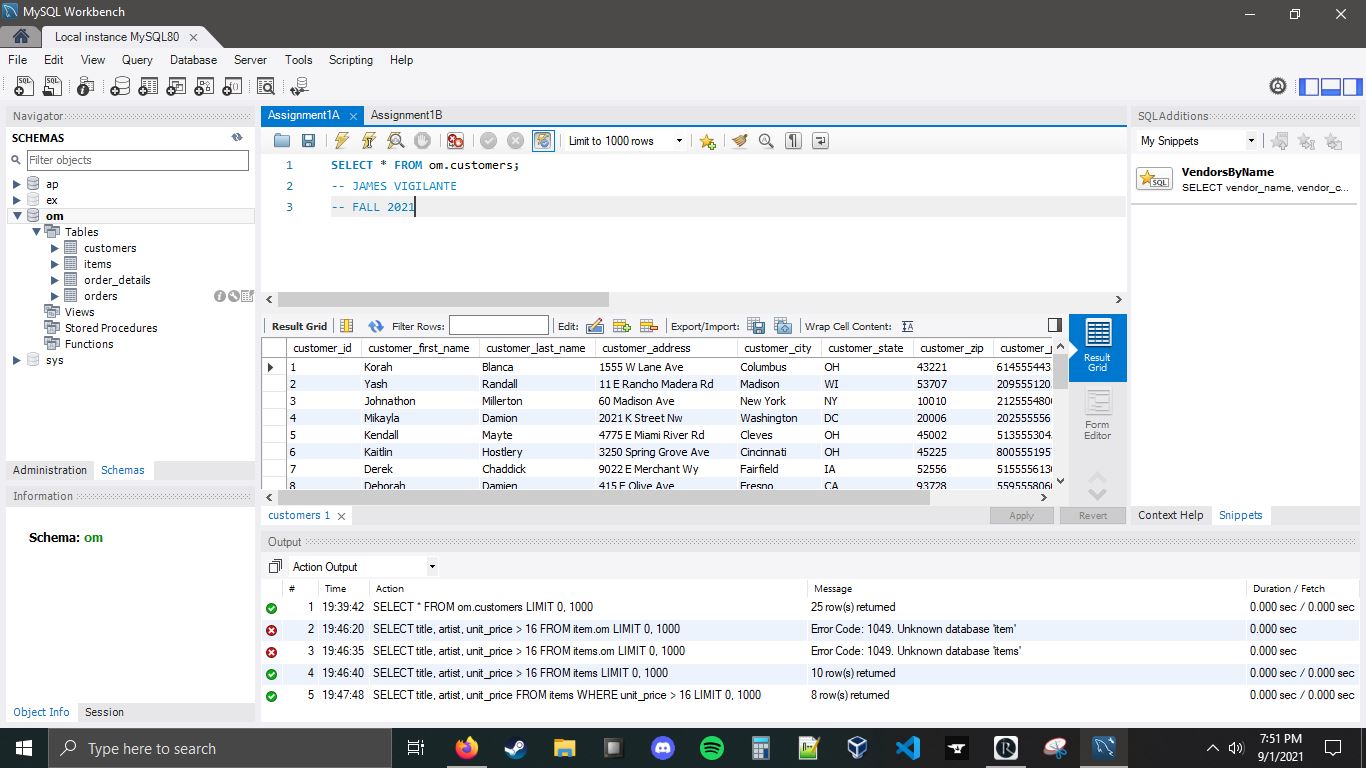 MySQL Workbench
Local instance MySQL80
File Edit View Query Database Server Tools Scripting Help
Navigator
SCHEMAS
Filter objects
ap
ex
om
Tables
customers
items
order_details
orders
Views
Stored Procedures
Functions
sys
Administration Schemas
Information
Schema: om
Object Info Session
Assignment1A Assignment1B
Limit to 1000 rows
1 SELECT * FROM om.customers;
2 -- JAMES VIGILANTE
3 -- FALL 2021
Result Grid Filter Rows: Edit: Export/Import: Wrap Cell Content:
customer_id customer_first_name customer_last_name customer_address customer_city customer_state customer_zip customer_
1 Korah Blanca 1555 W Lane Ave Columbus OH 43221 614555443
2 Yash Randall 11 E Rancho Madera Rd Madison WI 53707 209555120
3 Johnathon Millerton 60 Madison Ave New York NY 10010 2125554800
4 Mikayla Damion 2021 K Street Nw Washington DC 20006 202555556
5 Kendall Mayte 4775 E Miami River Rd Cleves OH 45002 513555304
6 Kaitlin Hostlery 3250 Spring Grove Ave Cincinnati OH 45225 800555195
7 Derek Chaddick 9022 E Merchant Wy Fairfield IA 52556 5155556130
8 Deborah Damien 415 E Olive Ave Fresno CA 93728 5595558060
Result Grid
Form Editor
customers 1
Apply Revert
SQL Additions
My Snippets
SQL
VendorsByName
SELECT vendor_name, vendor_c...
Context Help Snippets
Output
Action Output
# Time Action Message Duration / Fetch
1 19:39:42 SELECT * FROM om.customers LIMIT 0, 1000 25 row(s) returned 0.000 sec / 0.000 sec
2 19:46:20 SELECT title, artist, unit_price > 16 FROM item.om LIMIT 0, 1000 Error Code: 1049. Unknown database 'item' 0.000 sec
3 19:46:35 SELECT title, artist, unit_price > 16 FROM items.om LIMIT 0, 1000 Error Code: 1049. Unknown database 'items' 0.000 sec
4 19:46:40 SELECT title, artist, unit_price > 16 FROM items LIMIT 0, 1000 10 row(s) returned 0.000 sec / 0.000 sec
5 19:47:48 SELECT title, artist, unit_price FROM items WHERE unit_price > 16 LIMIT 0, 1000 8 row(s) returned 0.000 sec / 0.000 sec
Type here to search
7:51 PM
9/1/2021